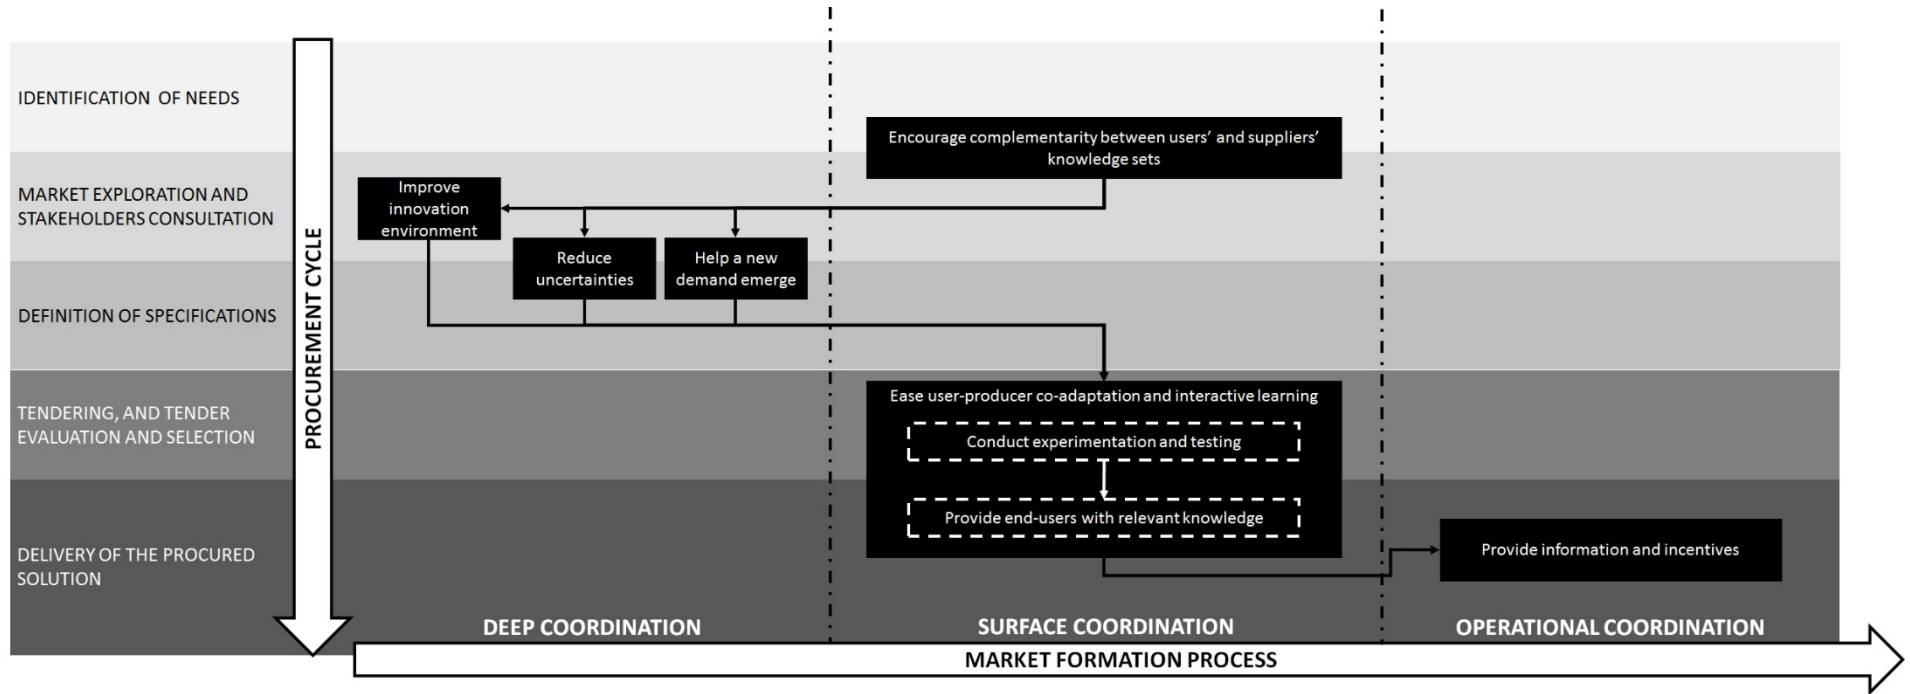 IDENTIFICATION OF NEEDS
Encourage complementarity between users' and suppliers'
knowledge sets
MARKET EXPLORATION AND
STAKEHOLDERS CONSULTATION
Improve
innovation
environment
Reduce
uncertainties
Help a new
demand emerge
DEFINITION OF SPECIFICATIONS
PROCUREMENT CYCLE
TENDERING, AND TENDER
EVALUATION AND SELECTION
Ease user-producer co-adaptation and interactive learning
Conduct experimentation and testing
Provide end-users with relevant knowledge
DELIVERY OF THE PROCURED
SOLUTION
Provide information and incentives
DEEP COORDINATION
SURFACE COORDINATION
OPERATIONAL COORDINATION
MARKET FORMATION PROCESS